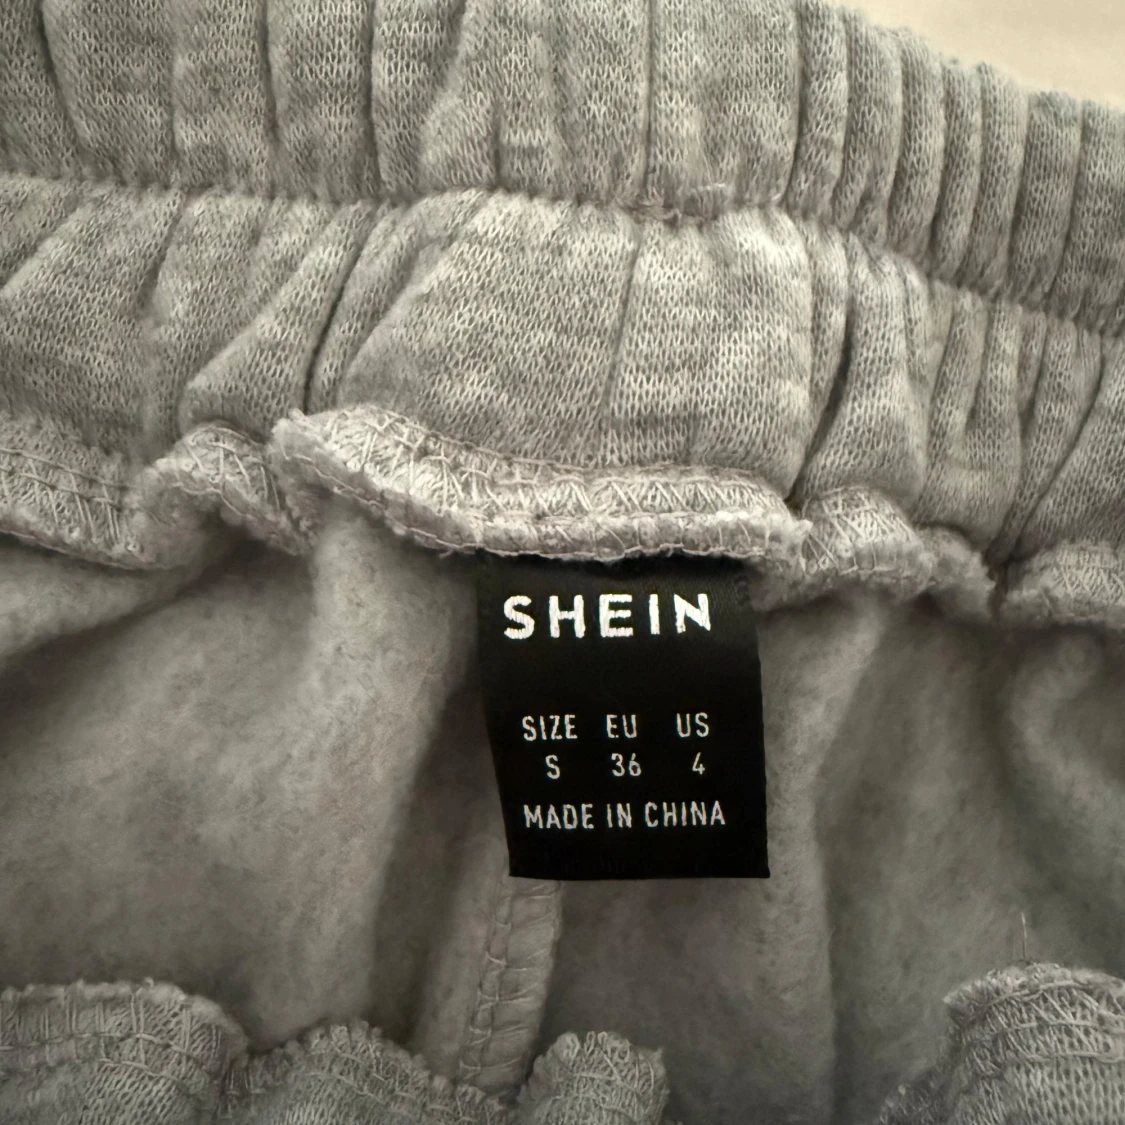 SHEIN
SIZE EU US
S 36 4
MADE IN CHINA